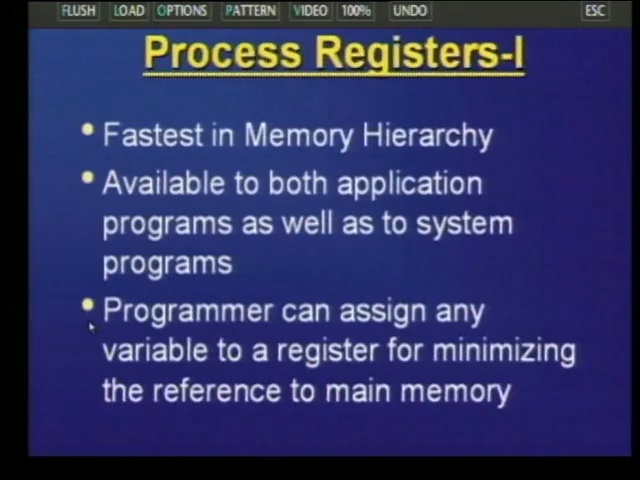 FLUSH LOAD OPTIONS PATTERN VIDEO 100% UNDO ESC
Process Registers-I
• Fastest in Memory Hierarchy
• Available to both application
programs as well as to system
programs
• Programmer can assign any
variable to a register for minimizing
the reference to main memory